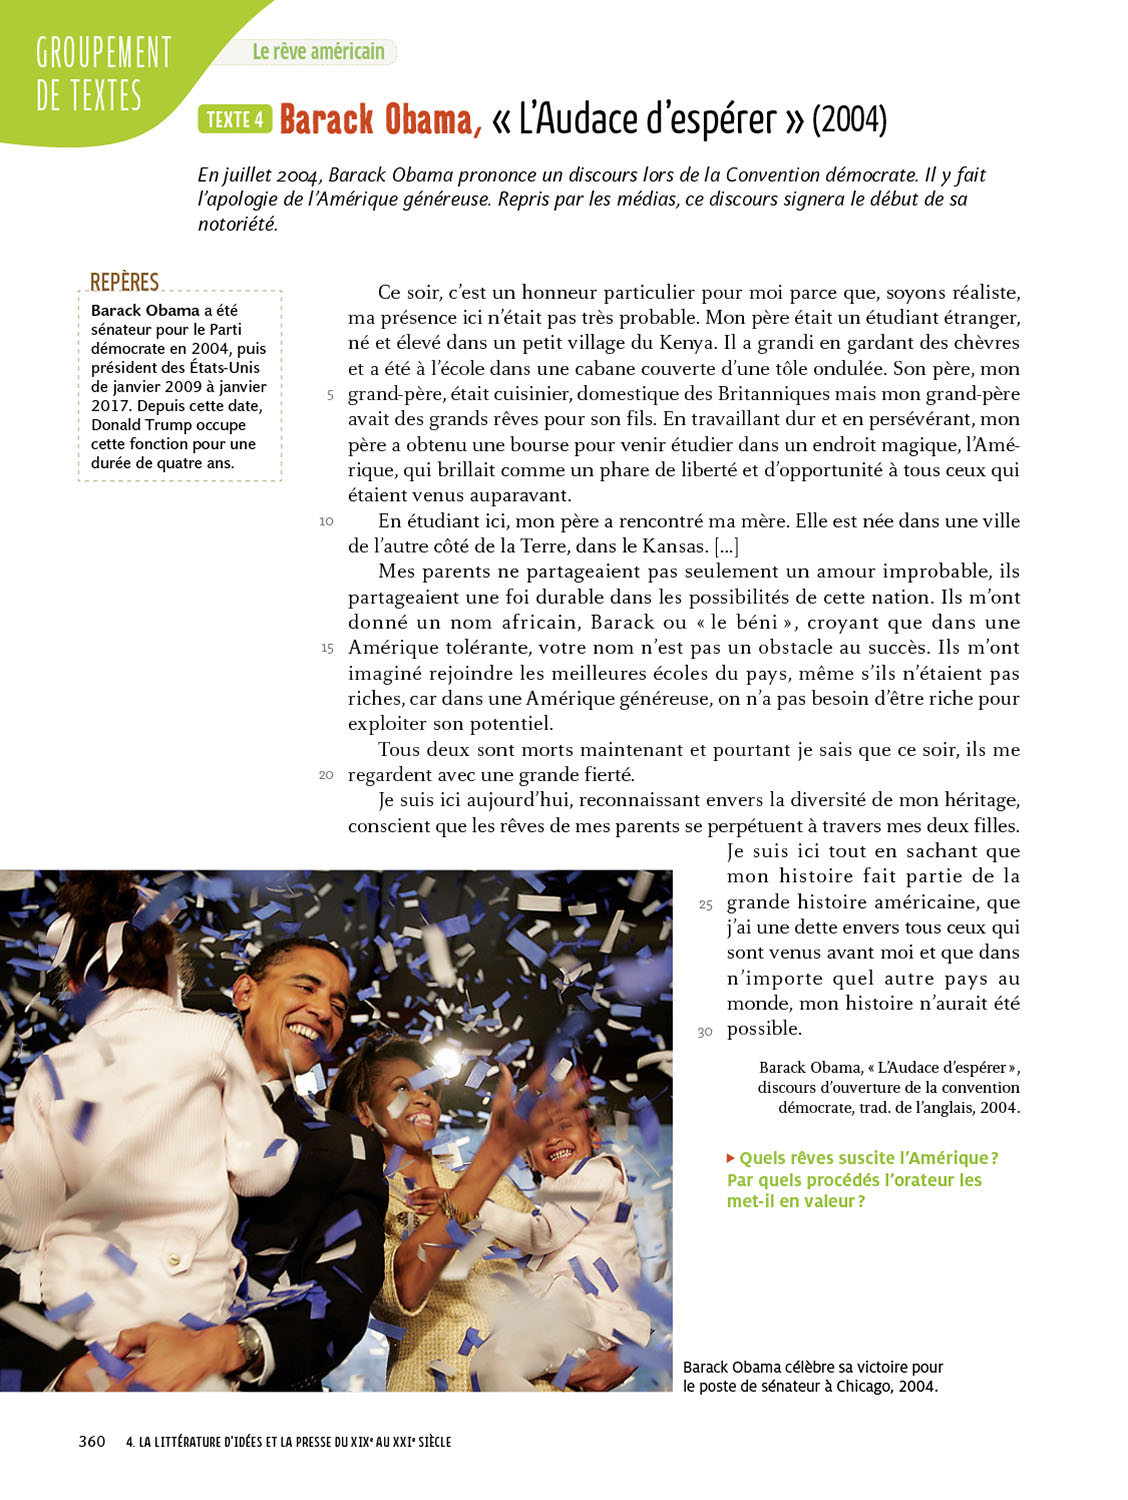 GROUPEMENT
DE TEXTES
Le rêve américain
TEXTE 4 Barack Obama, « L'Audace d'espérer » (2004)
En juillet 2004, Barack Obama prononce un discours lors de la Convention démocrate. Il y fait
l'apologie de l'Amérique généreuse. Repris par les médias, ce discours signera le début de sa
notoriété.
REPÈRES
Barack Obama a été
sénateur pour le Parti
démocrate en 2004, puis
président des États-Unis
de janvier 2009 à janvier
2017. Depuis cette date,
Donald Trump occupe
cette fonction pour une
durée de quatre ans.
Ce soir, c'est un honneur particulier pour moi parce que, soyons réaliste,
ma présence ici n'était pas très probable. Mon père était un étudiant étranger,
né et élevé dans un petit village du Kenya. Il a grandi en gardant des chèvres
et a été à l'école dans une cabane couverte d'une tôle ondulée. Son père, mon
5 grand-père, était cuisinier, domestique des Britanniques mais mon grand-père
avait des grands rêves pour son fils. En travaillant dur et en persévérant, mon
père a obtenu une bourse pour venir étudier dans un endroit magique, l'Amé-
rique, qui brillait comme un phare de liberté et d'opportunité à tous ceux qui
étaient venus auparavant.
10 En étudiant ici, mon père a rencontré ma mère. Elle est née dans une ville
de l'autre côté de la Terre, dans le Kansas. [...]
Mes parents ne partageaient pas seulement un amour improbable, ils
partageaient une foi durable dans les possibilités de cette nation. Ils m'ont
donné un nom africain, Barack ou « le béni », croyant que dans une
15 Amérique tolérante, votre nom n'est pas un obstacle au succès. Ils m'ont
imaginé rejoindre les meilleures écoles du pays, même s'ils n'étaient pas
riches, car dans une Amérique généreuse, on n'a pas besoin d'être riche pour
exploiter son potentiel.
Tous deux sont morts maintenant et pourtant je sais que ce soir, ils me
20 regardent avec une grande fierté.
Je suis ici aujourd'hui, reconnaissant envers la diversité de mon héritage,
conscient que les rêves de mes parents se perpétuent à travers mes deux filles.
Je suis ici tout en sachant que
mon histoire fait partie de la
25 grande histoire américaine, que
j'ai une dette envers tous ceux qui
sont venus avant moi et que dans
n'importe quel autre pays au
monde, mon histoire n'aurait été
30 possible.
Barack Obama, « L'Audace d'espérer »,
discours d'ouverture de la convention
démocrate, trad. de l'anglais, 2004.
Quels rêves suscite l'Amérique ?
Par quels procédés l'orateur les
met-il en valeur ?
Barack Obama célèbre sa victoire pour
le poste de sénateur à Chicago, 2004.
360 4. LA LITTÉRATURE D'IDÉES ET LA PRESSE DU XIXe AU XXIe SIÈCLE